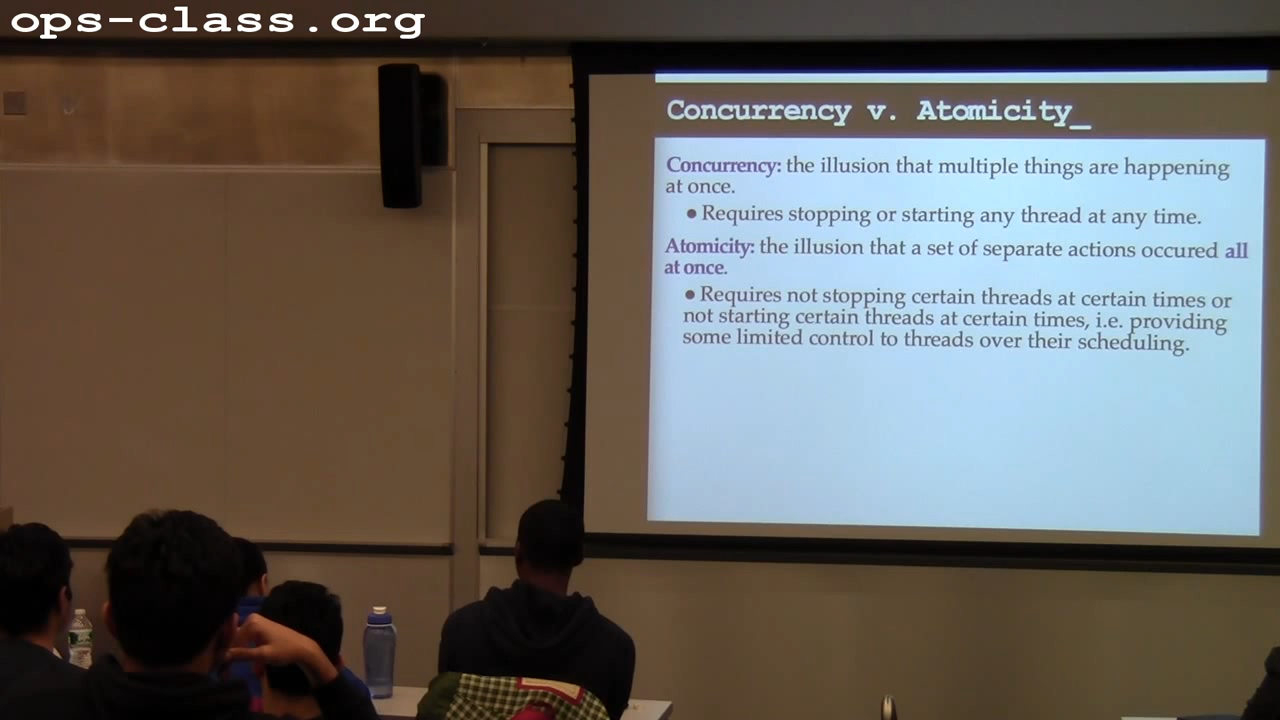 ops-class.org
Concurrency v. Atomicity_
Concurrency: the illusion that multiple things are happening
at once.
● Requires stopping or starting any thread at any time.
Atomicity: the illusion that a set of separate actions occured all
at once.
● Requires not stopping certain threads at certain times or
not starting certain threads at certain times, i.e. providing
some limited control to threads over their scheduling.